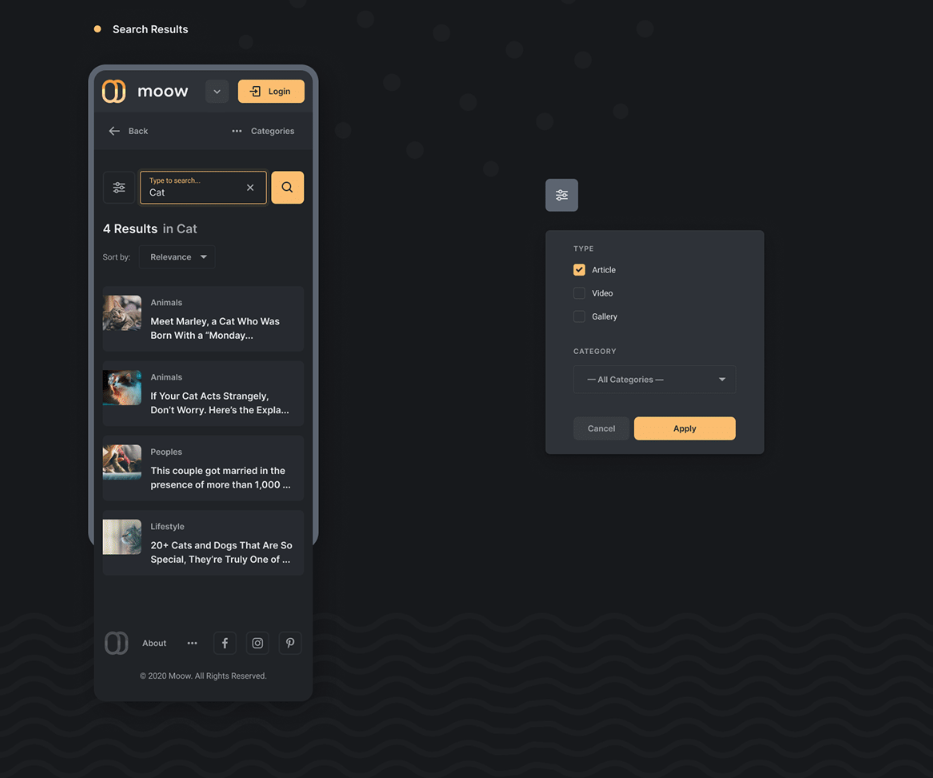 Search Results
moow
Login
Back
••• Categories
Type to search...
Cat
4 Results in Cat
Sort by: Relevance
Animals
Meet Marley, a Cat Who Was
Born With a “Monday...
Animals
If Your Cat Acts Strangely,
Don’t Worry. Here’s the Expla...
Peoples
This couple got married in the
presence of more than 1,000 ...
Lifestyle
20+ Cats and Dogs That Are So
Special, They’re Truly One of ...
About •••
© 2020 Moow. All Rights Reserved.
TYPE
Article
Video
Gallery
CATEGORY
— All Categories —
Cancel
Apply